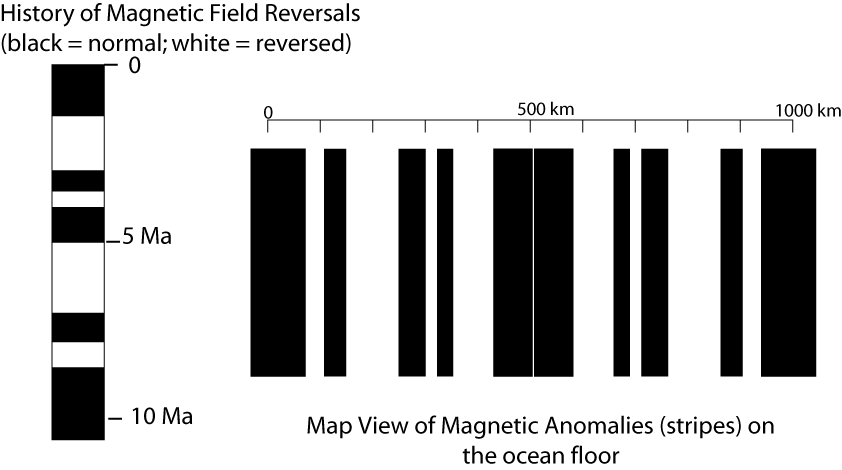 History of Magnetic Field Reversals
(black = normal; white = reversed)
0
5 Ma
10 Ma
0
500 km
1000 km
Map View of Magnetic Anomalies (stripes) on
the ocean floor